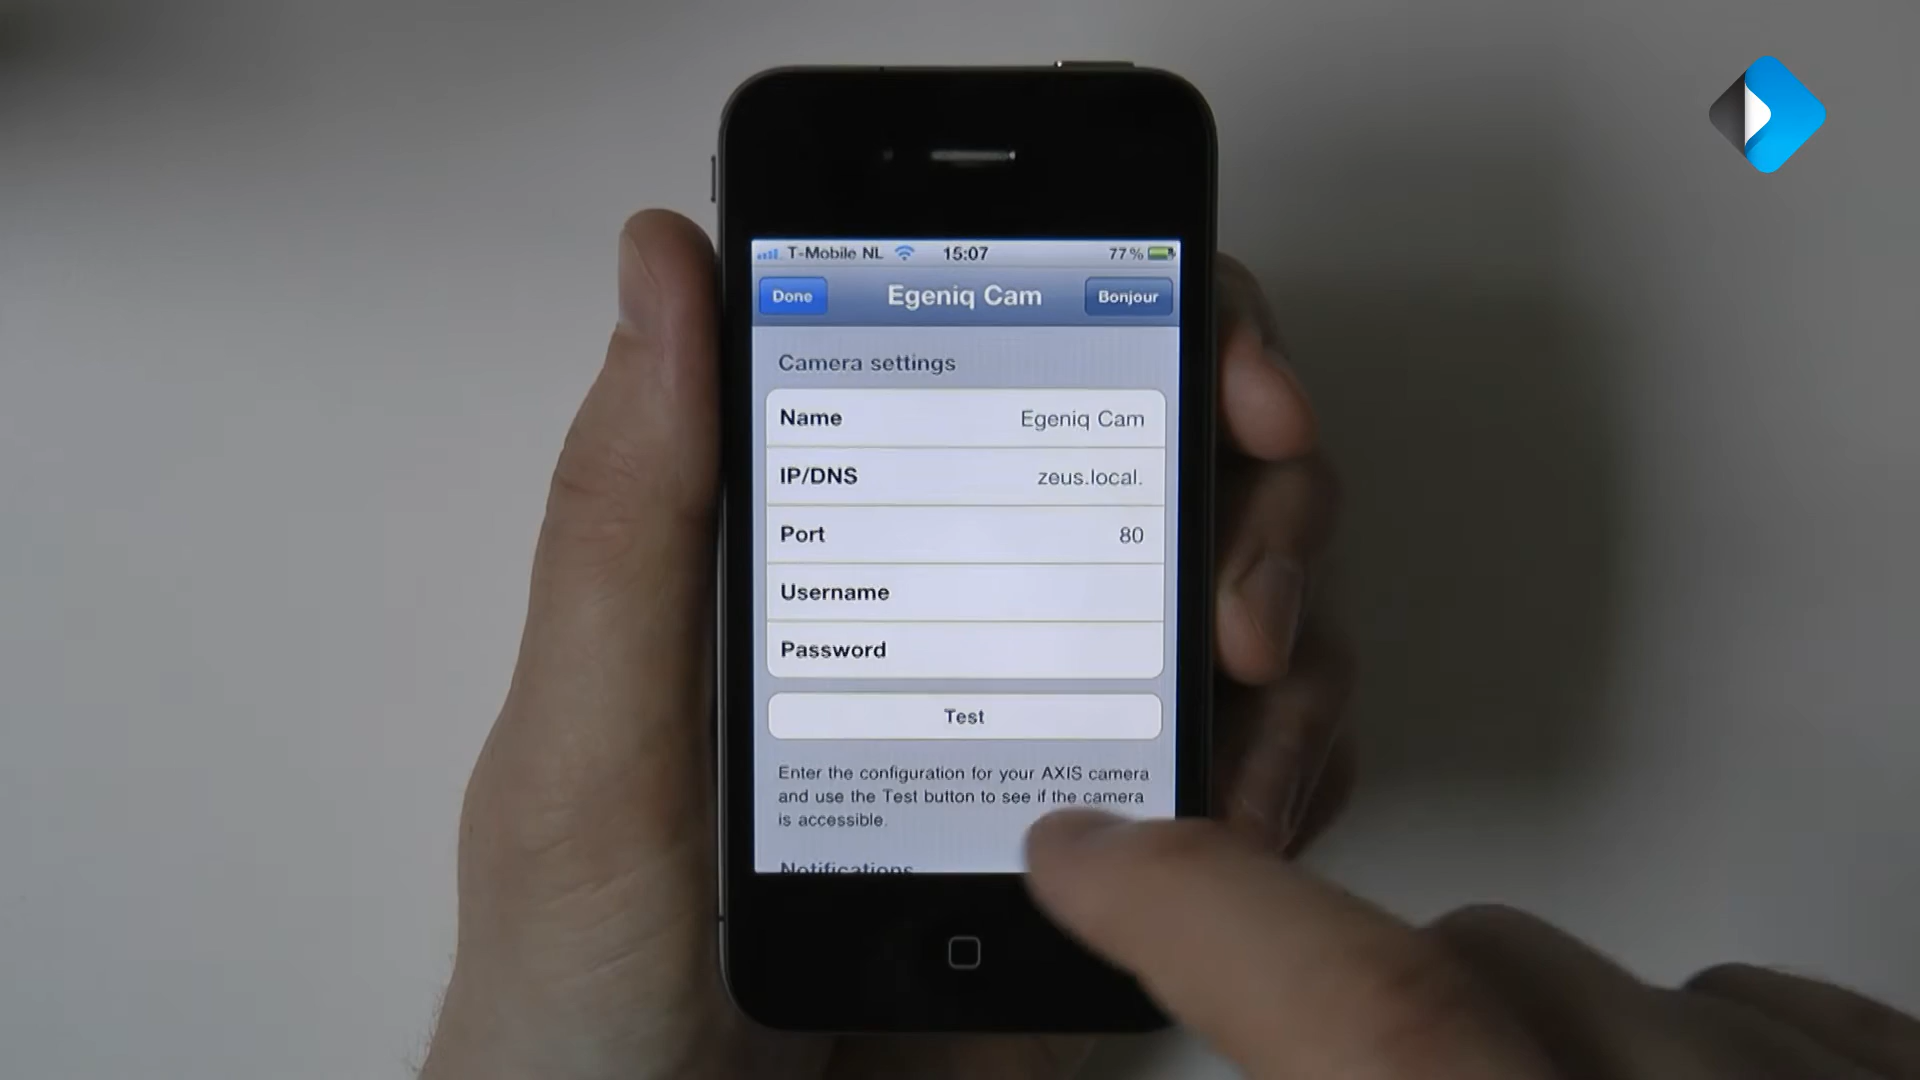 T-Mobile NL 15:07 77%
Done Egeniq Cam Bonjour
Camera settings
Name Egeniq Cam
IP/DNS zeus.local.
Port 80
Username
Password
Test
Enter the configuration for your AXIS camera
and use the Test button to see if the camera
is accessible.
Notifications